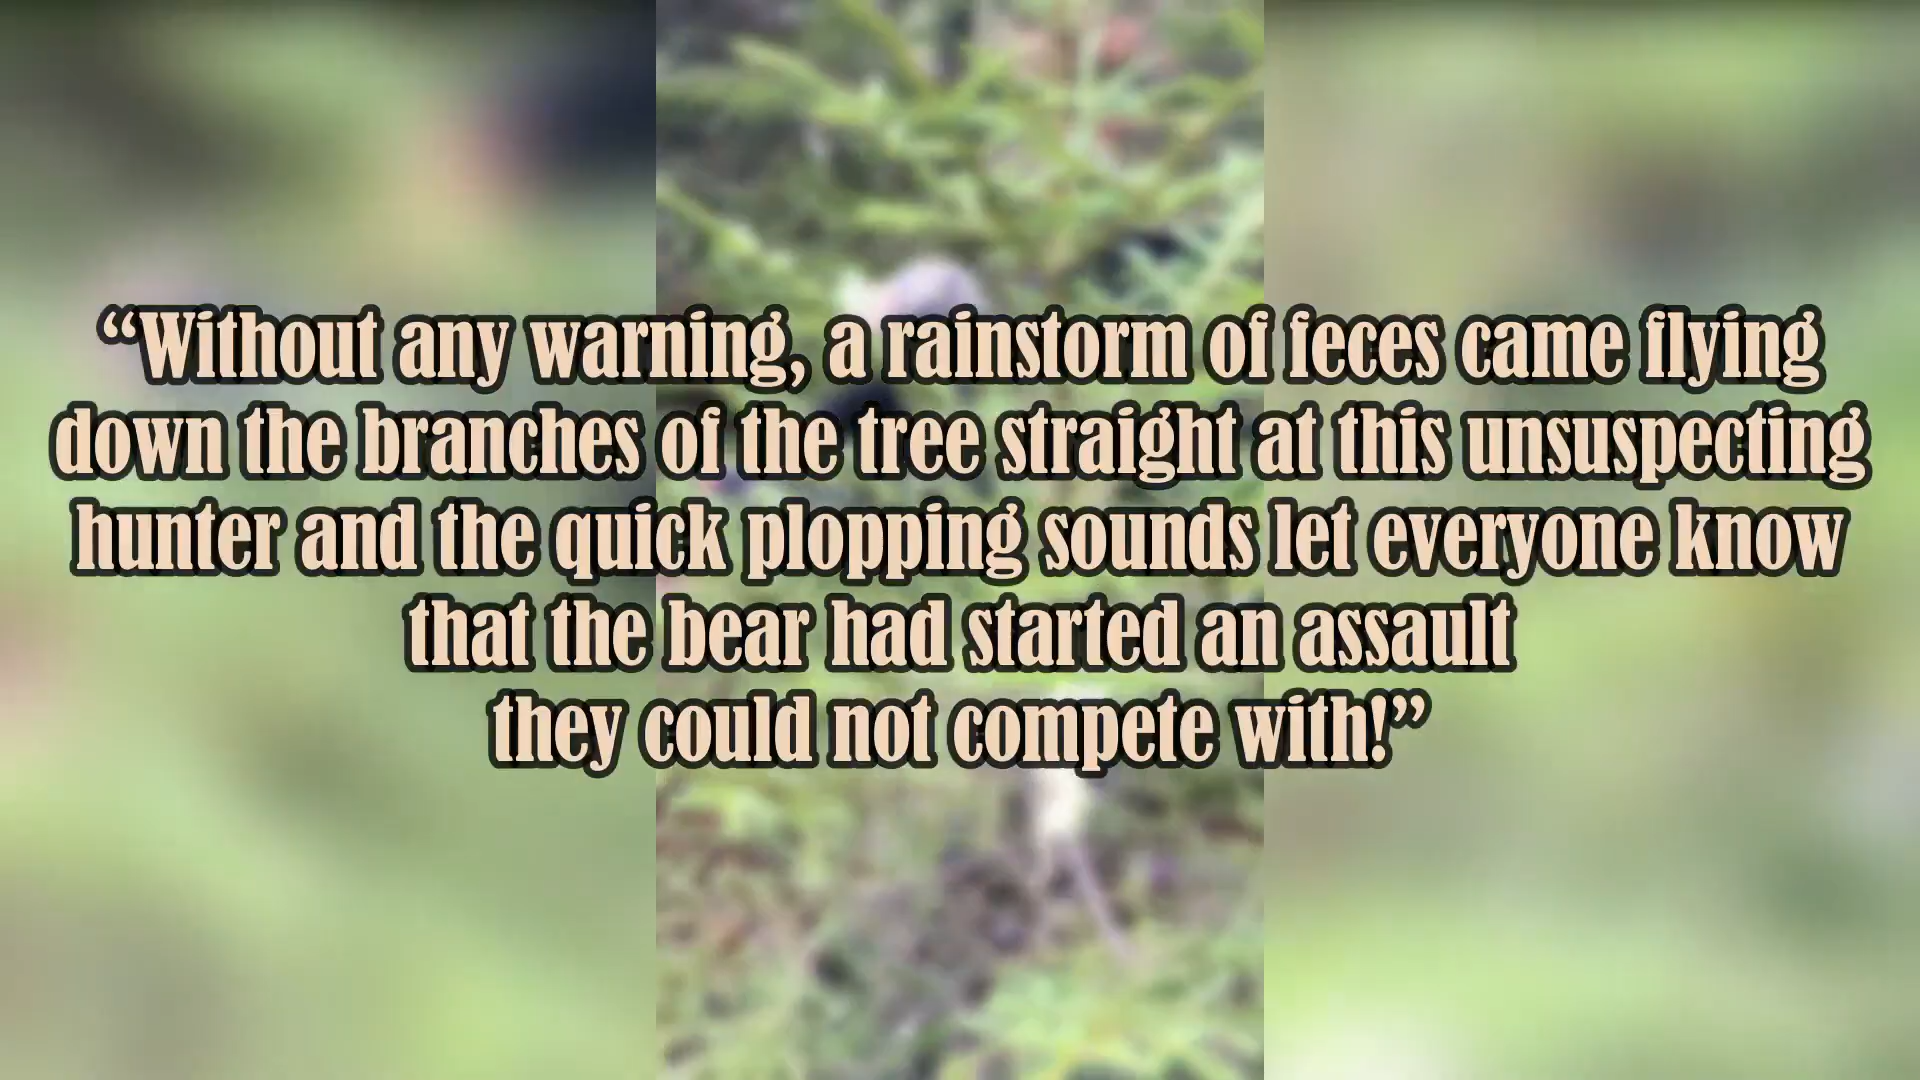 “Without any warning, a rainstorm of feces came flying
down the branches of the tree straight at this unsuspecting
hunter and the quick plopping sounds let everyone know
that the bear had started an assault
they could not compete with!”